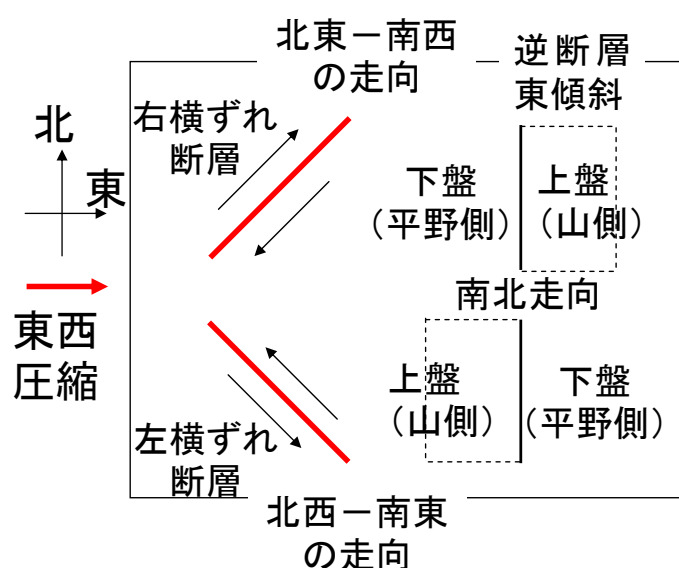 北東－南西
の走向
逆断層
東傾斜
北
東
右横ずれ
断層
下盤
（平野側）
上盤
（山側）
南北走向
東西
圧縮
上盤
（山側）
下盤
（平野側）
左横ずれ
断層
北西－南東
の走向